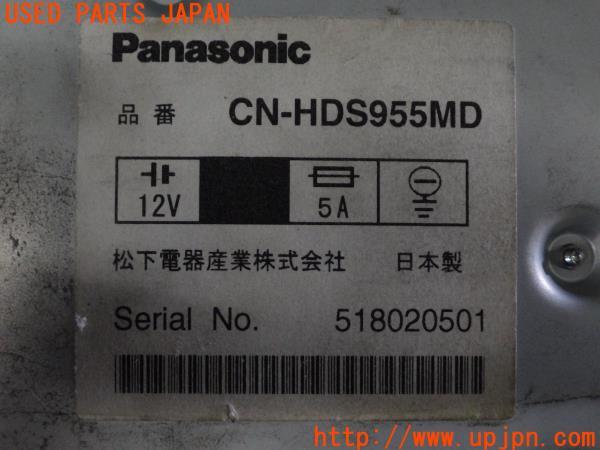 USED PARTS JAPAN
Panasonic
品番 CN-HDS955MD
12V 5A
松下電器産業株式会社 日本製
Serial No. 518020501
http://www.upjpn.com